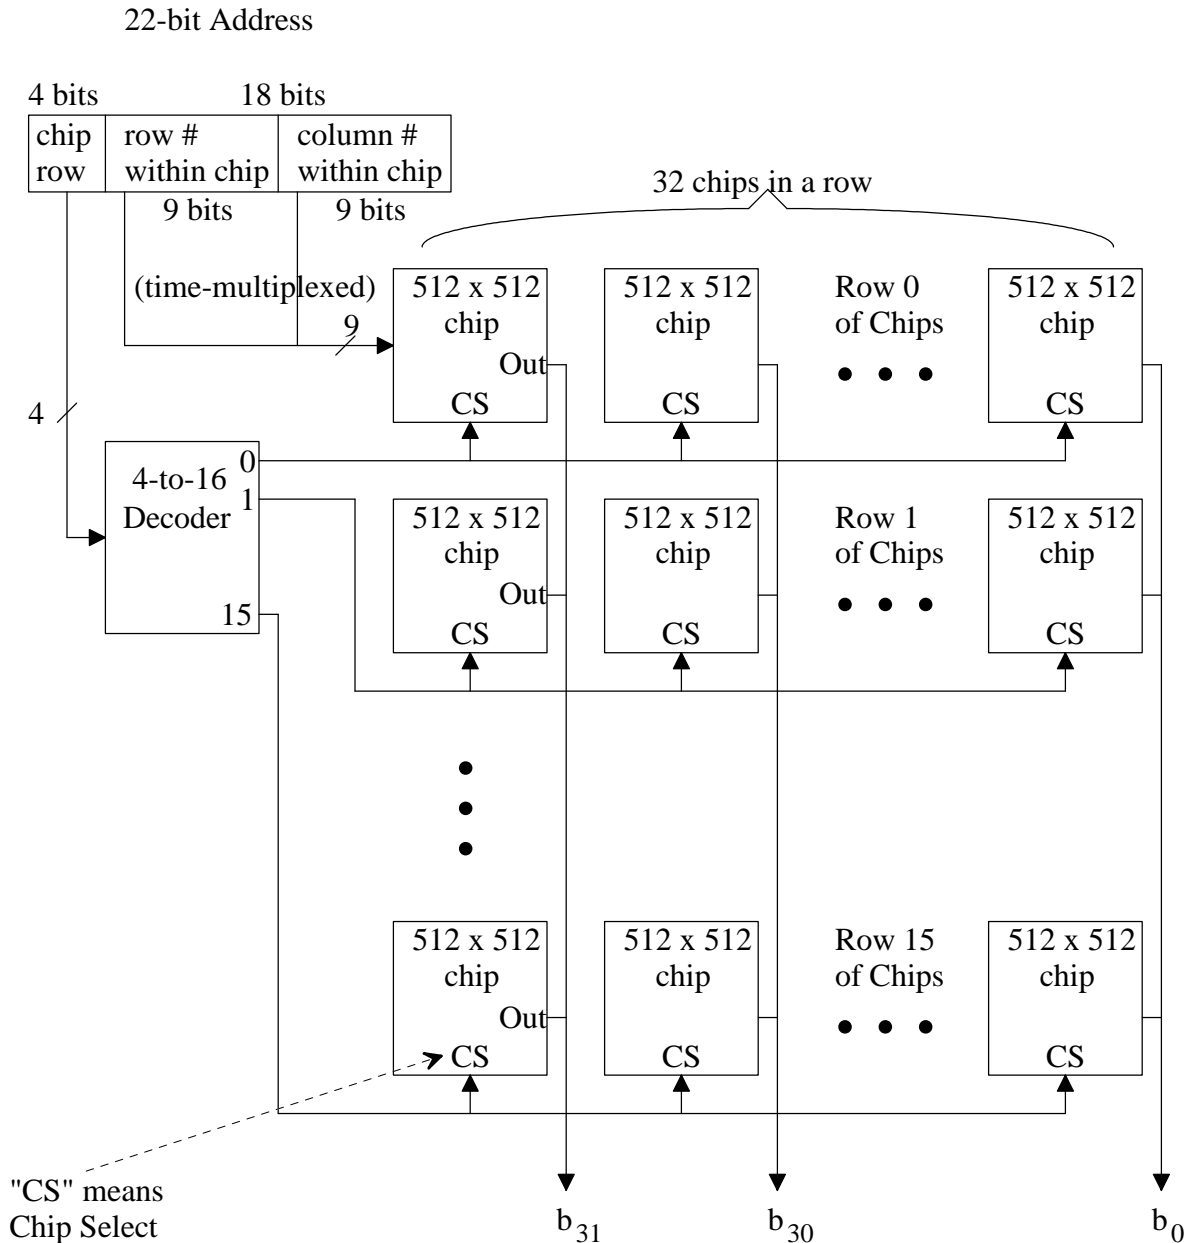 22-bit Address
4 bits
18 bits
chip row
row # within chip
column # within chip
9 bits
9 bits
32 chips in a row
(time-multiplexed)
9
4
512 x 512
chip
Out
CS
512 x 512
chip
CS
Row 0
of Chips
512 x 512
chip
CS
4-to-16
Decoder
0
1
15
512 x 512
chip
Out
CS
512 x 512
chip
CS
Row 1
of Chips
512 x 512
chip
CS
512 x 512
chip
Out
CS
512 x 512
chip
CS
Row 15
of Chips
512 x 512
chip
CS
"CS" means
Chip Select
b31
b30
b0